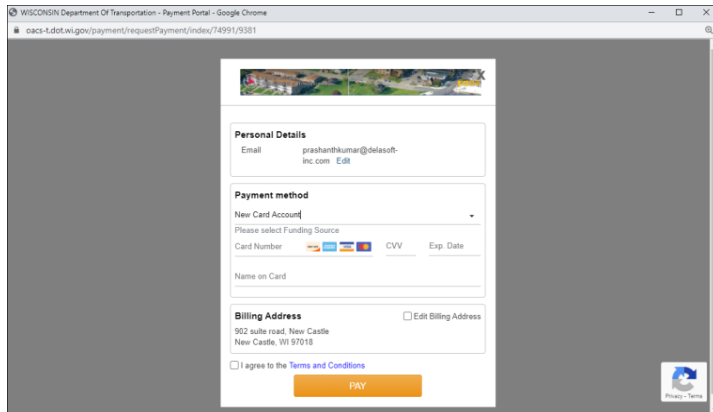 WISCONSIN Department Of Transportation - Payment Portal - Google Chrome
oacs-t.dot.wi.gov/payment/requestPayment/index/74991/9381
X
Personal Details
Email prashanthkumar@delasoft-
inc.com Edit
Payment method
New Card Account
Please select Funding Source
Card Number VISA CVV Exp. Date
Name on Card
Billing Address Edit Billing Address
902 suite road, New Castle
New Castle, WI 97018
I agree to the Terms and Conditions
PAY
Privacy - Terms